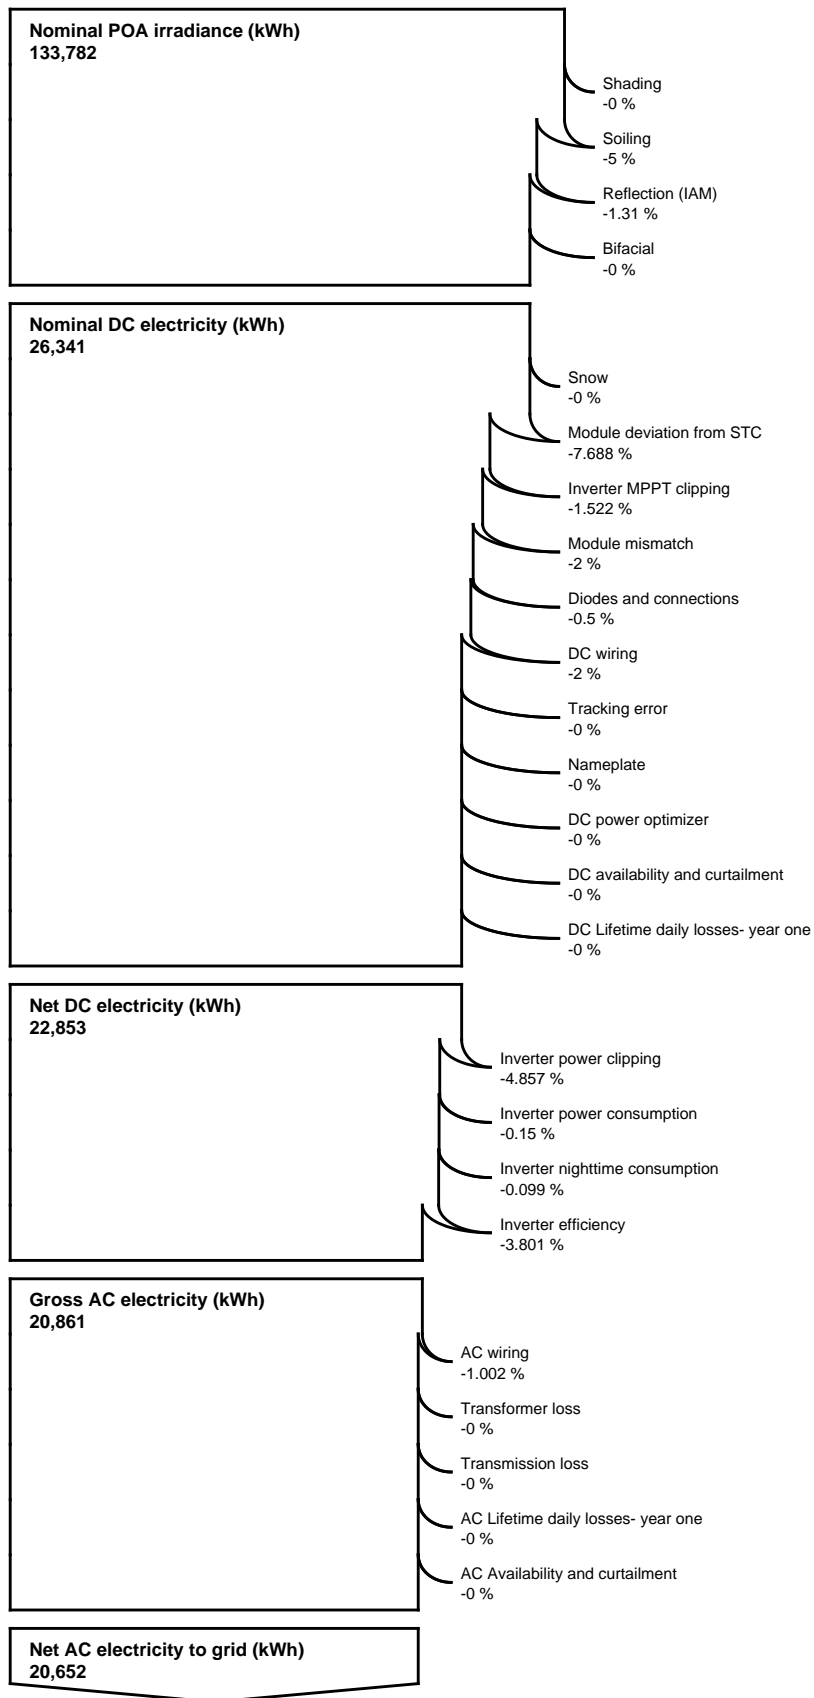 Nominal POA irradiance (kWh)
133,782
Shading
-0 %
Soiling
-5 %
Reflection (IAM)
-1.31 %
Bifacial
-0 %
Nominal DC electricity (kWh)
26,341
Snow
-0 %
Module deviation from STC
-7.688 %
Inverter MPPT clipping
-1.522 %
Module mismatch
-2 %
Diodes and connections
-0.5 %
DC wiring
-2 %
Tracking error
-0 %
Nameplate
-0 %
DC power optimizer
-0 %
DC availability and curtailment
-0 %
DC Lifetime daily losses- year one
-0 %
Net DC electricity (kWh)
22,853
Inverter power clipping
-4.857 %
Inverter power consumption
-0.15 %
Inverter nighttime consumption
-0.099 %
Inverter efficiency
-3.801 %
Gross AC electricity (kWh)
20,861
AC wiring
-1.002 %
Transformer loss
-0 %
Transmission loss
-0 %
AC Lifetime daily losses- year one
-0 %
AC Availability and curtailment
-0 %
Net AC electricity to grid (kWh)
20,652